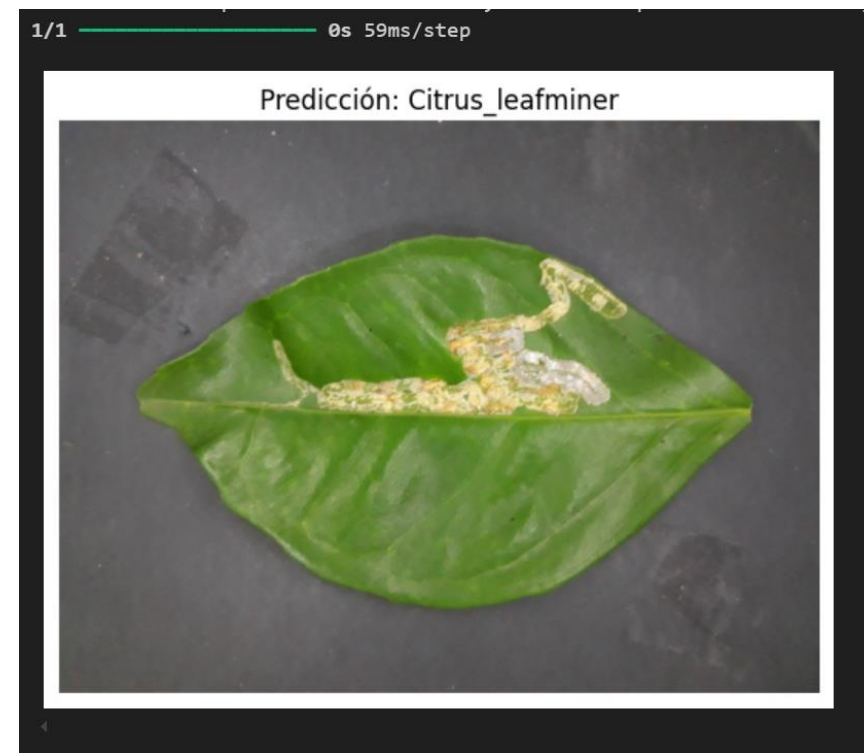 1/1 ━━━━━━━━━━━━━━━━━━━━ 0s 59ms/step
Predicción: Citrus_leafminer